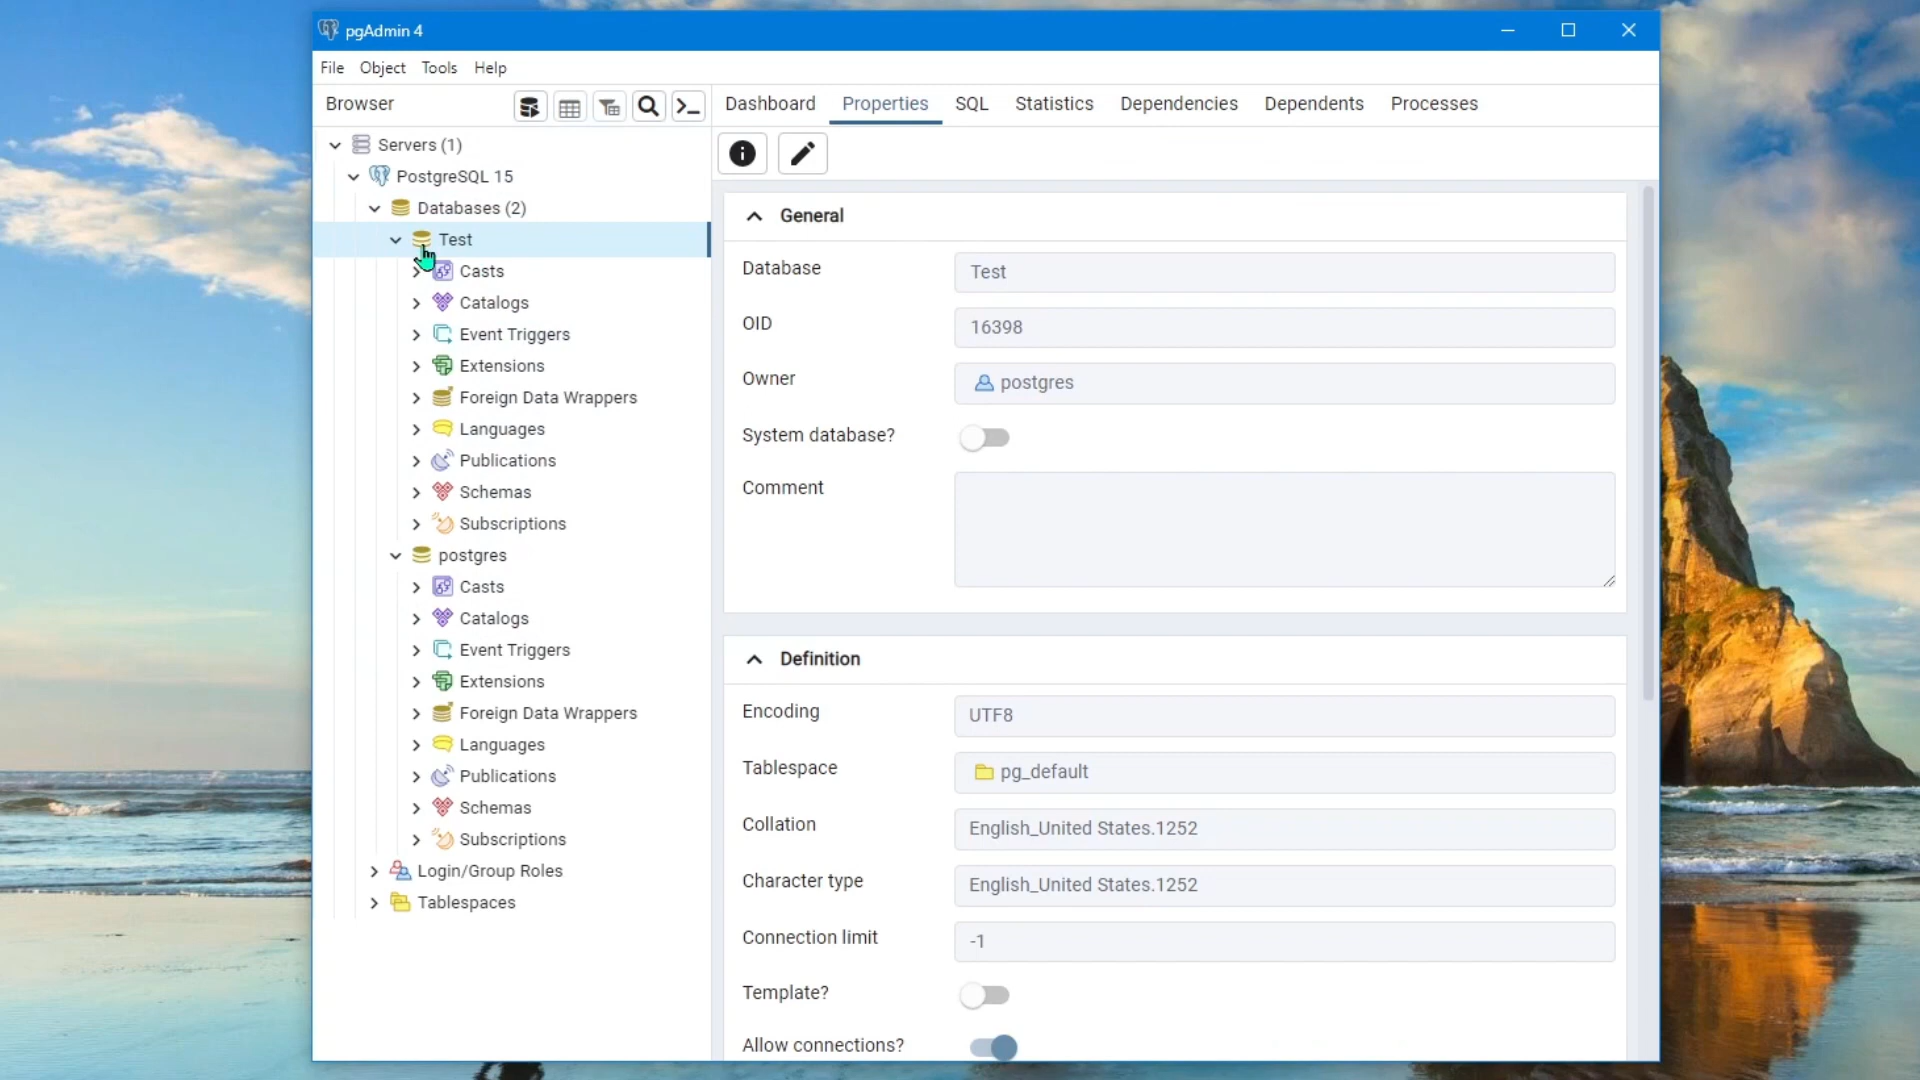 pgAdmin 4
File Object Tools Help
Browser
Dashboard Properties SQL Statistics Dependencies Dependents Processes
Servers (1)
PostgreSQL 15
Databases (2)
Test
Casts
Catalogs
Event Triggers
Extensions
Foreign Data Wrappers
Languages
Publications
Schemas
Subscriptions
postgres
Casts
Catalogs
Event Triggers
Extensions
Foreign Data Wrappers
Languages
Publications
Schemas
Subscriptions
Login/Group Roles
Tablespaces
General
Database Test
OID 16398
Owner postgres
System database?
Comment
Definition
Encoding UTF8
Tablespace pg_default
Collation English_United States.1252
Character type English_United States.1252
Connection limit -1
Template?
Allow connections?